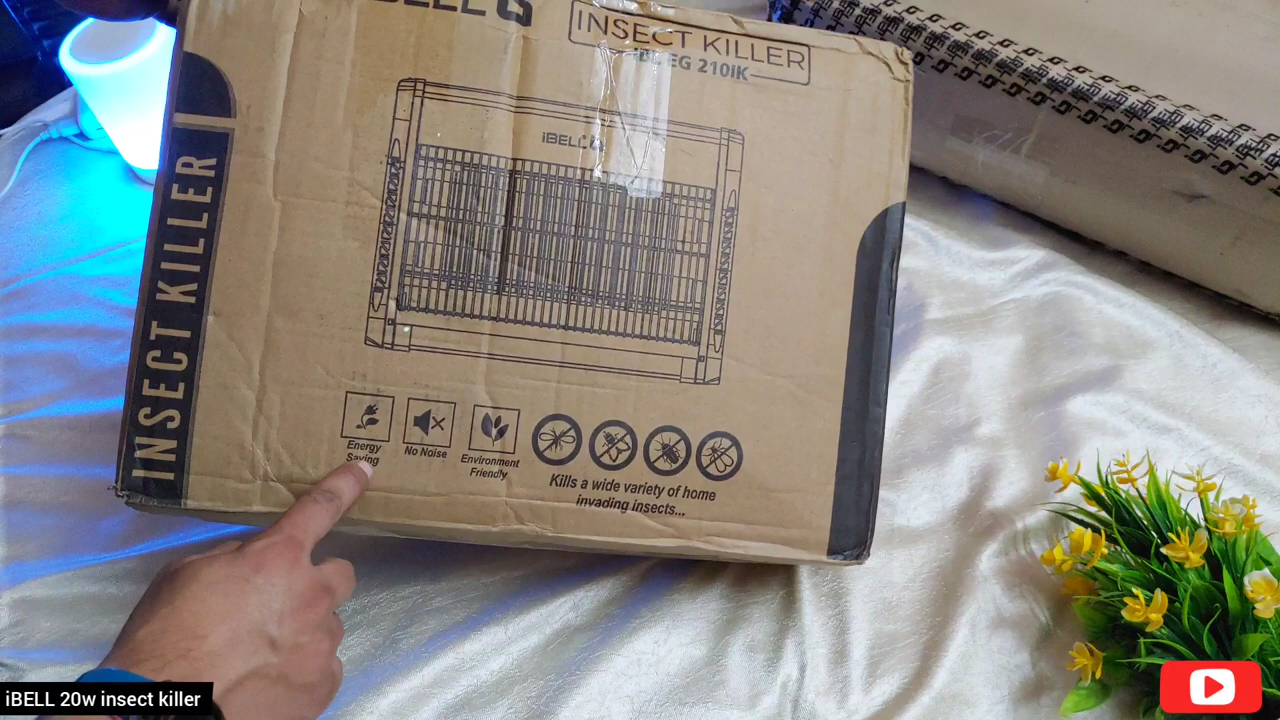 INSECT KILLER
210iK
iBELL
INSECT KILLER
Energy
Saving
No Noise
Environment
Friendly
Kills a wide variety of home
invading insects...
iBELL 20w insect killer